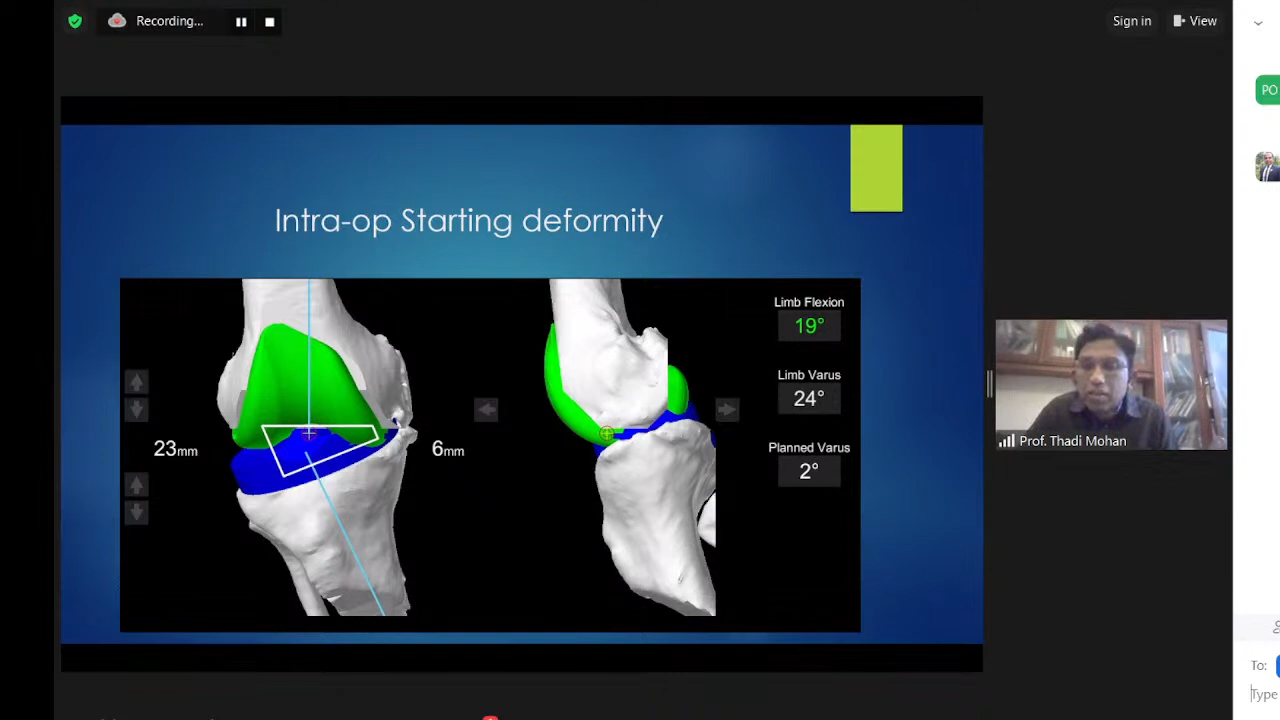 Recording...
Sign in
View
PO
Intra-op Starting deformity
Limb Flexion
19°
Limb Varus
24°
Planned Varus
2°
23mm
6mm
Prof. Thadi Mohan
To:
Type